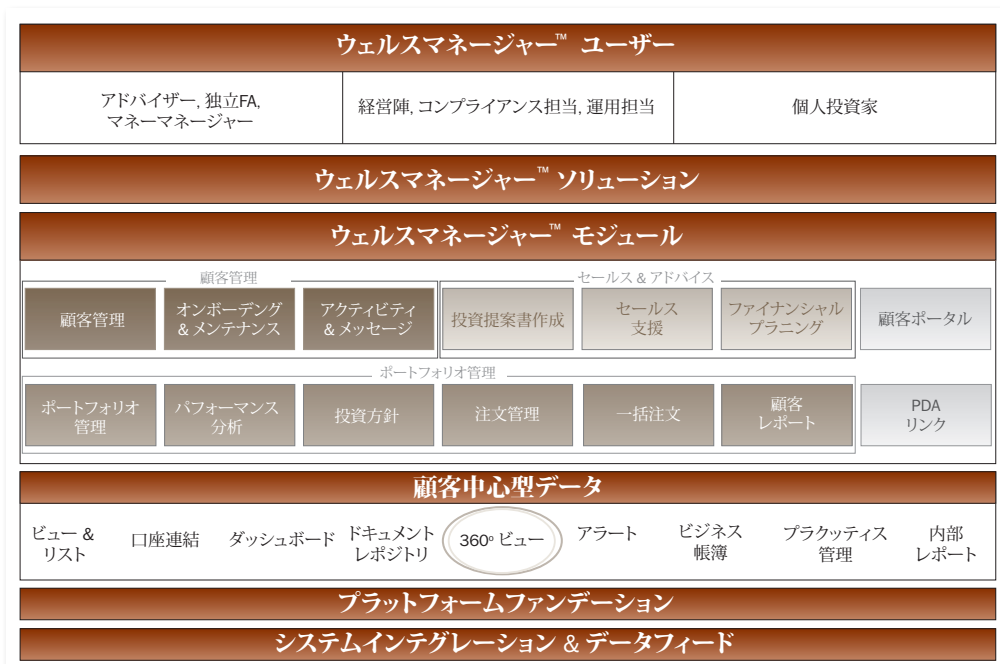 ウェルスマネージャー™ ユーザー
アドバイザー, 独立FA,
マネーマネージャー
経営陣, コンプライアンス担当, 運用担当
個人投資家
ウェルスマネージャー™ ソリューション
ウェルスマネージャー™ モジュール
顧客管理
セールス & アドバイス
顧客管理
オンボーデング
& メンテナンス
アクティビティ
& メッセージ
投資提案書作成
セールス
支援
ファイナンシャル
プラニング
顧客ポータル
ポートフォリオ管理
ポートフォリオ
管理
パフォーマンス
分析
投資方針
注文管理
一括注文
顧客
レポート
PDA
リンク
顧客中心型データ
ビュー &
リスト
口座連結
ダッシュボード
ドキュメント
レポジトリ
360º ビュー
アラート
ビジネス
帳簿
プラクッティス
管理
内部
レポート
プラットフォームファンデーション
システムインテグレーション & データフィード